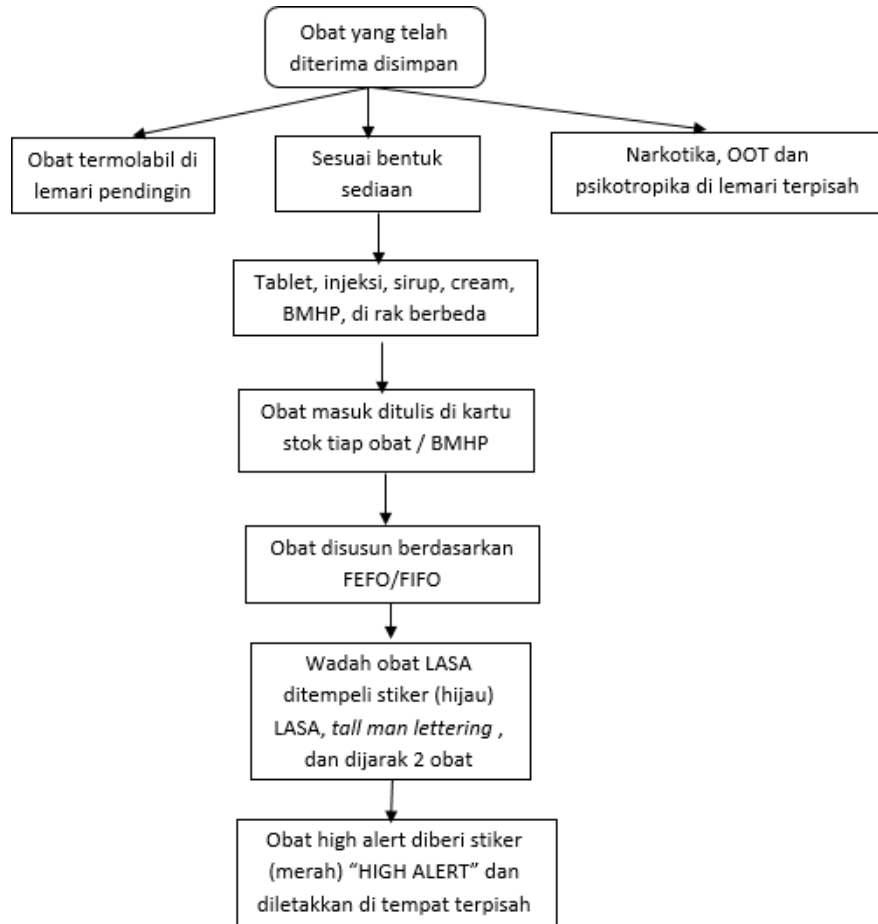 Obat yang telah
diterima disimpan
Obat termolabil di
lemari pendingin
Sesuai bentuk
sediaan
Narkotika, OOT dan
psikotropika di lemari terpisah
Tablet, injeksi, sirup, cream,
BMHP, di rak berbeda
Obat masuk ditulis di kartu
stok tiap obat / BMHP
Obat disusun berdasarkan
FEFO/FIFO
Wadah obat LASA
ditempeli stiker (hijau)
LASA, tall man lettering ,
dan dijarak 2 obat
Obat high alert diberi stiker
(merah) “HIGH ALERT” dan
diletakkan di tempat terpisah